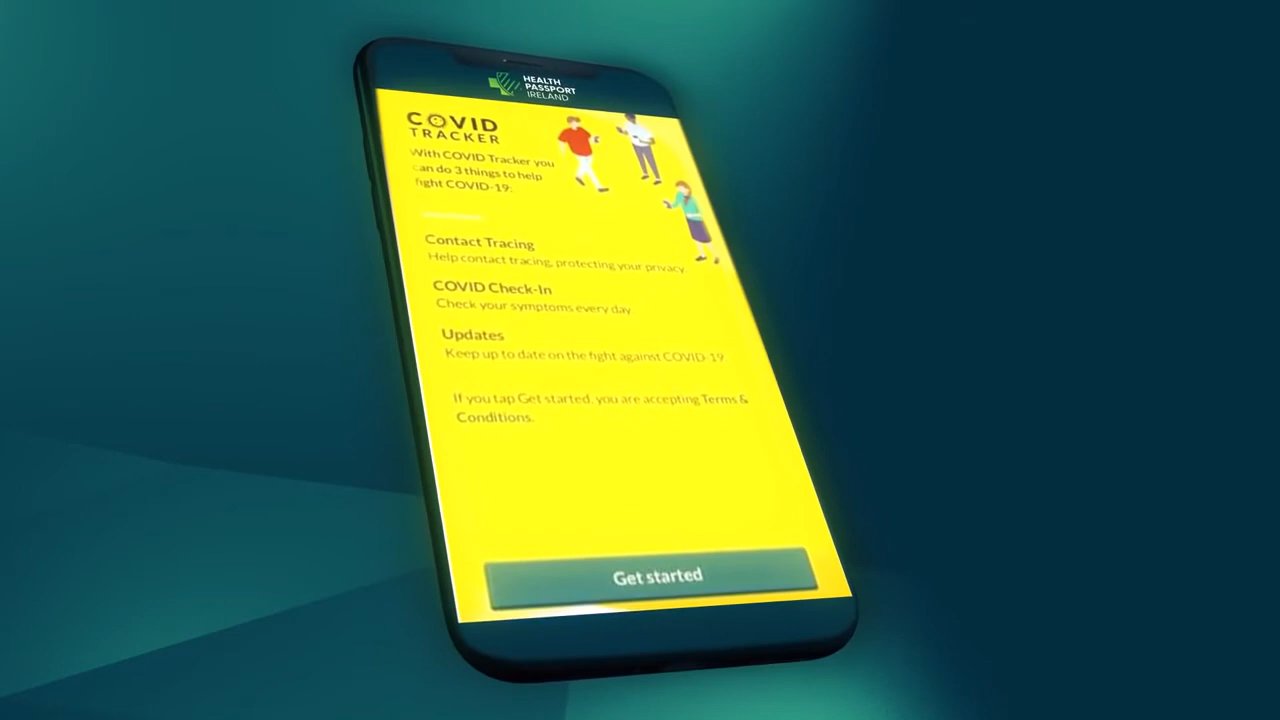 HEALTH
PASSPORT
IRELAND
COVID
TRACKER
With COVID Tracker you
can do 3 things to help
fight COVID-19:
Contact Tracing
Help contact tracing, protecting your privacy
COVID Check-In
Check your symptoms every day
Updates
Keep up to date on the fight against COVID-19
If you tap Get started, you are accepting Terms &
Conditions.
Get started